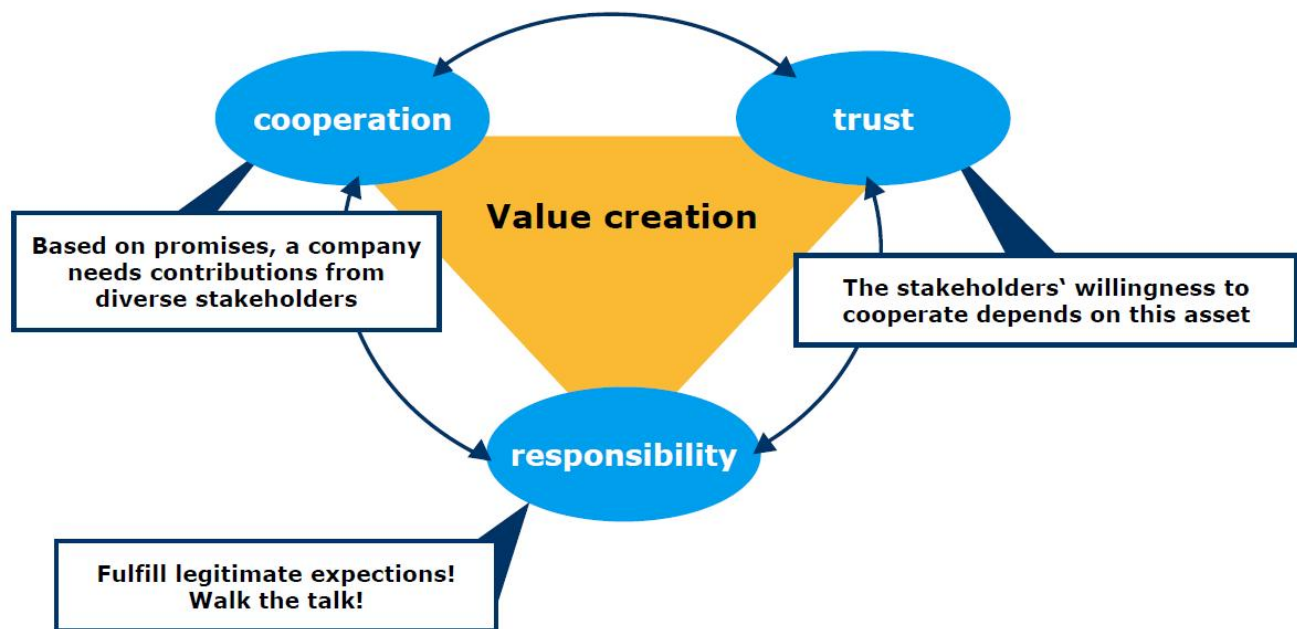 cooperation
trust
Value creation
Based on promises, a company
needs contributions from
diverse stakeholders
The stakeholders‘ willingness to
cooperate depends on this asset
responsibility
Fulfill legitimate expections!
Walk the talk!